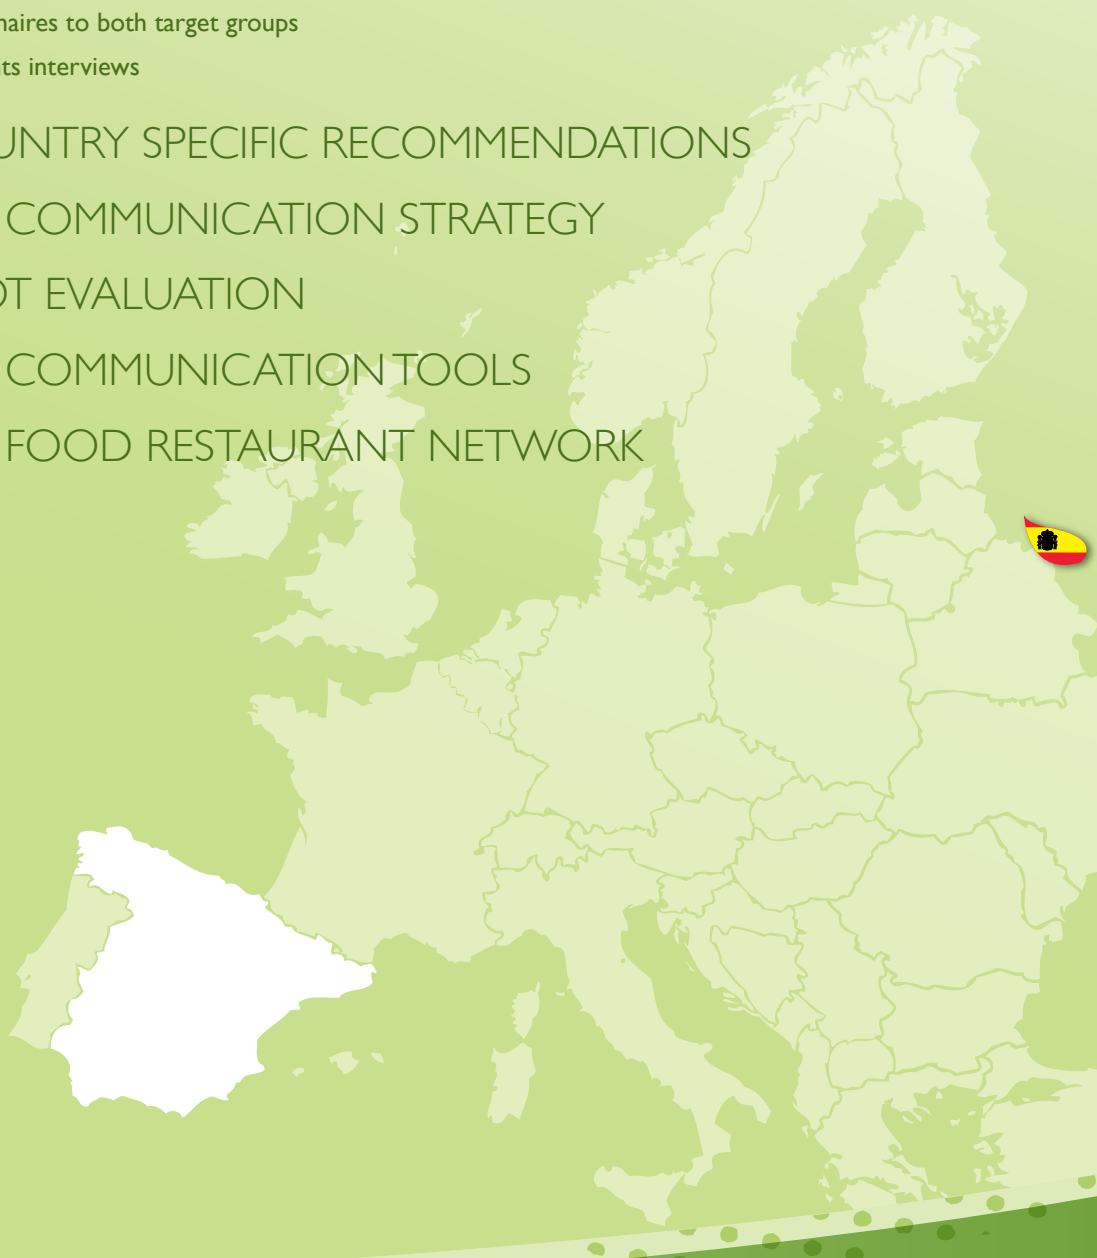 naires to both target groups
ts interviews
UNTRY SPECIFIC RECOMMENDATIONS
COMMUNICATION STRATEGY
OT EVALUATION
COMMUNICATION TOOLS
FOOD RESTAURANT NETWORK